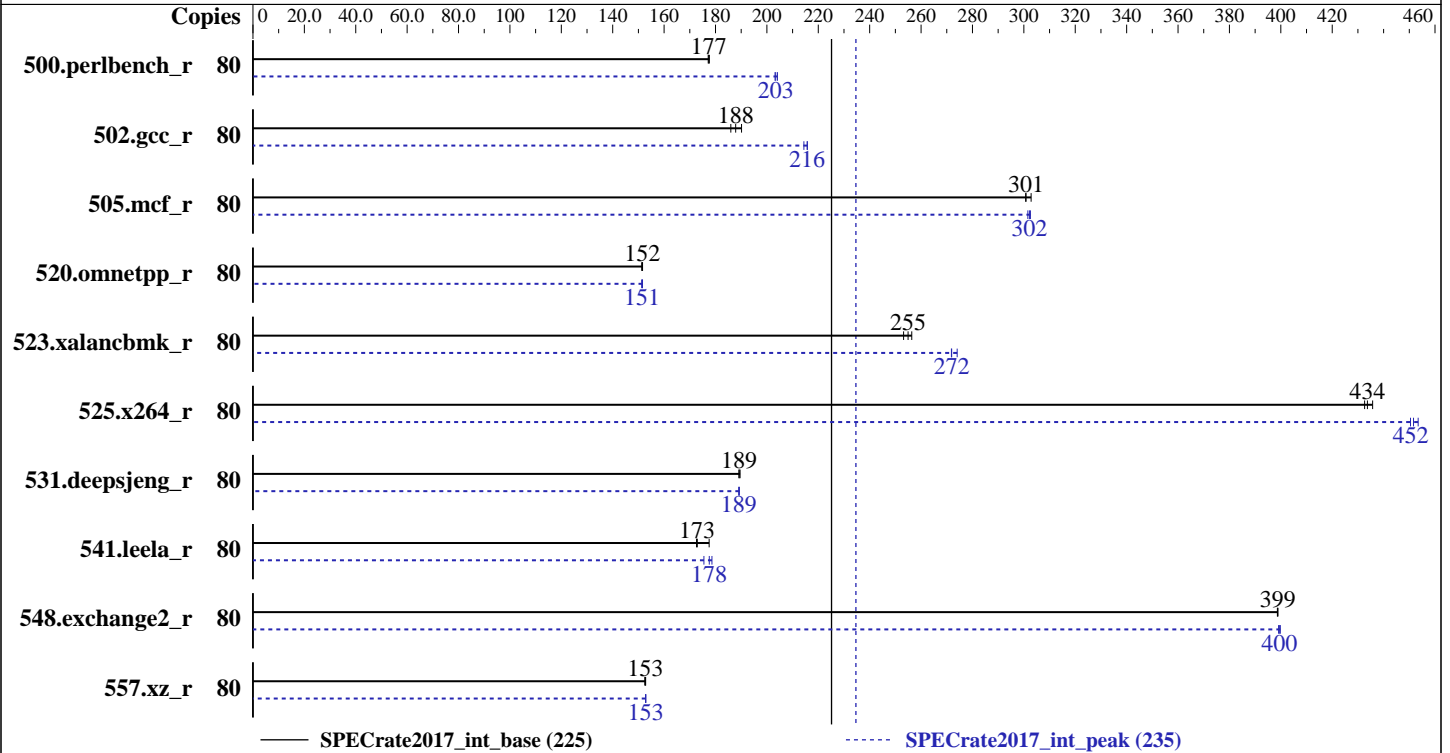 Copies 0 20.0 40.0 60.0 80.0 100 120 140 160 180 200 220 240 260 280 300 320 340 360 380 400 420 460
177
500.perlbench_r 80
203
188
502.gcc_r 80
216
301
505.mcf_r 80
302
152
520.omnetpp_r 80
151
255
523.xalancbmk_r 80
272
434
525.x264_r 80
452
189
531.deepsjeng_r 80
189
173
541.leela_r 80
178
399
548.exchange2_r 80
400
153
557.xz_r 80
153
SPECrate2017_int_base (225) SPECrate2017_int_peak (235)